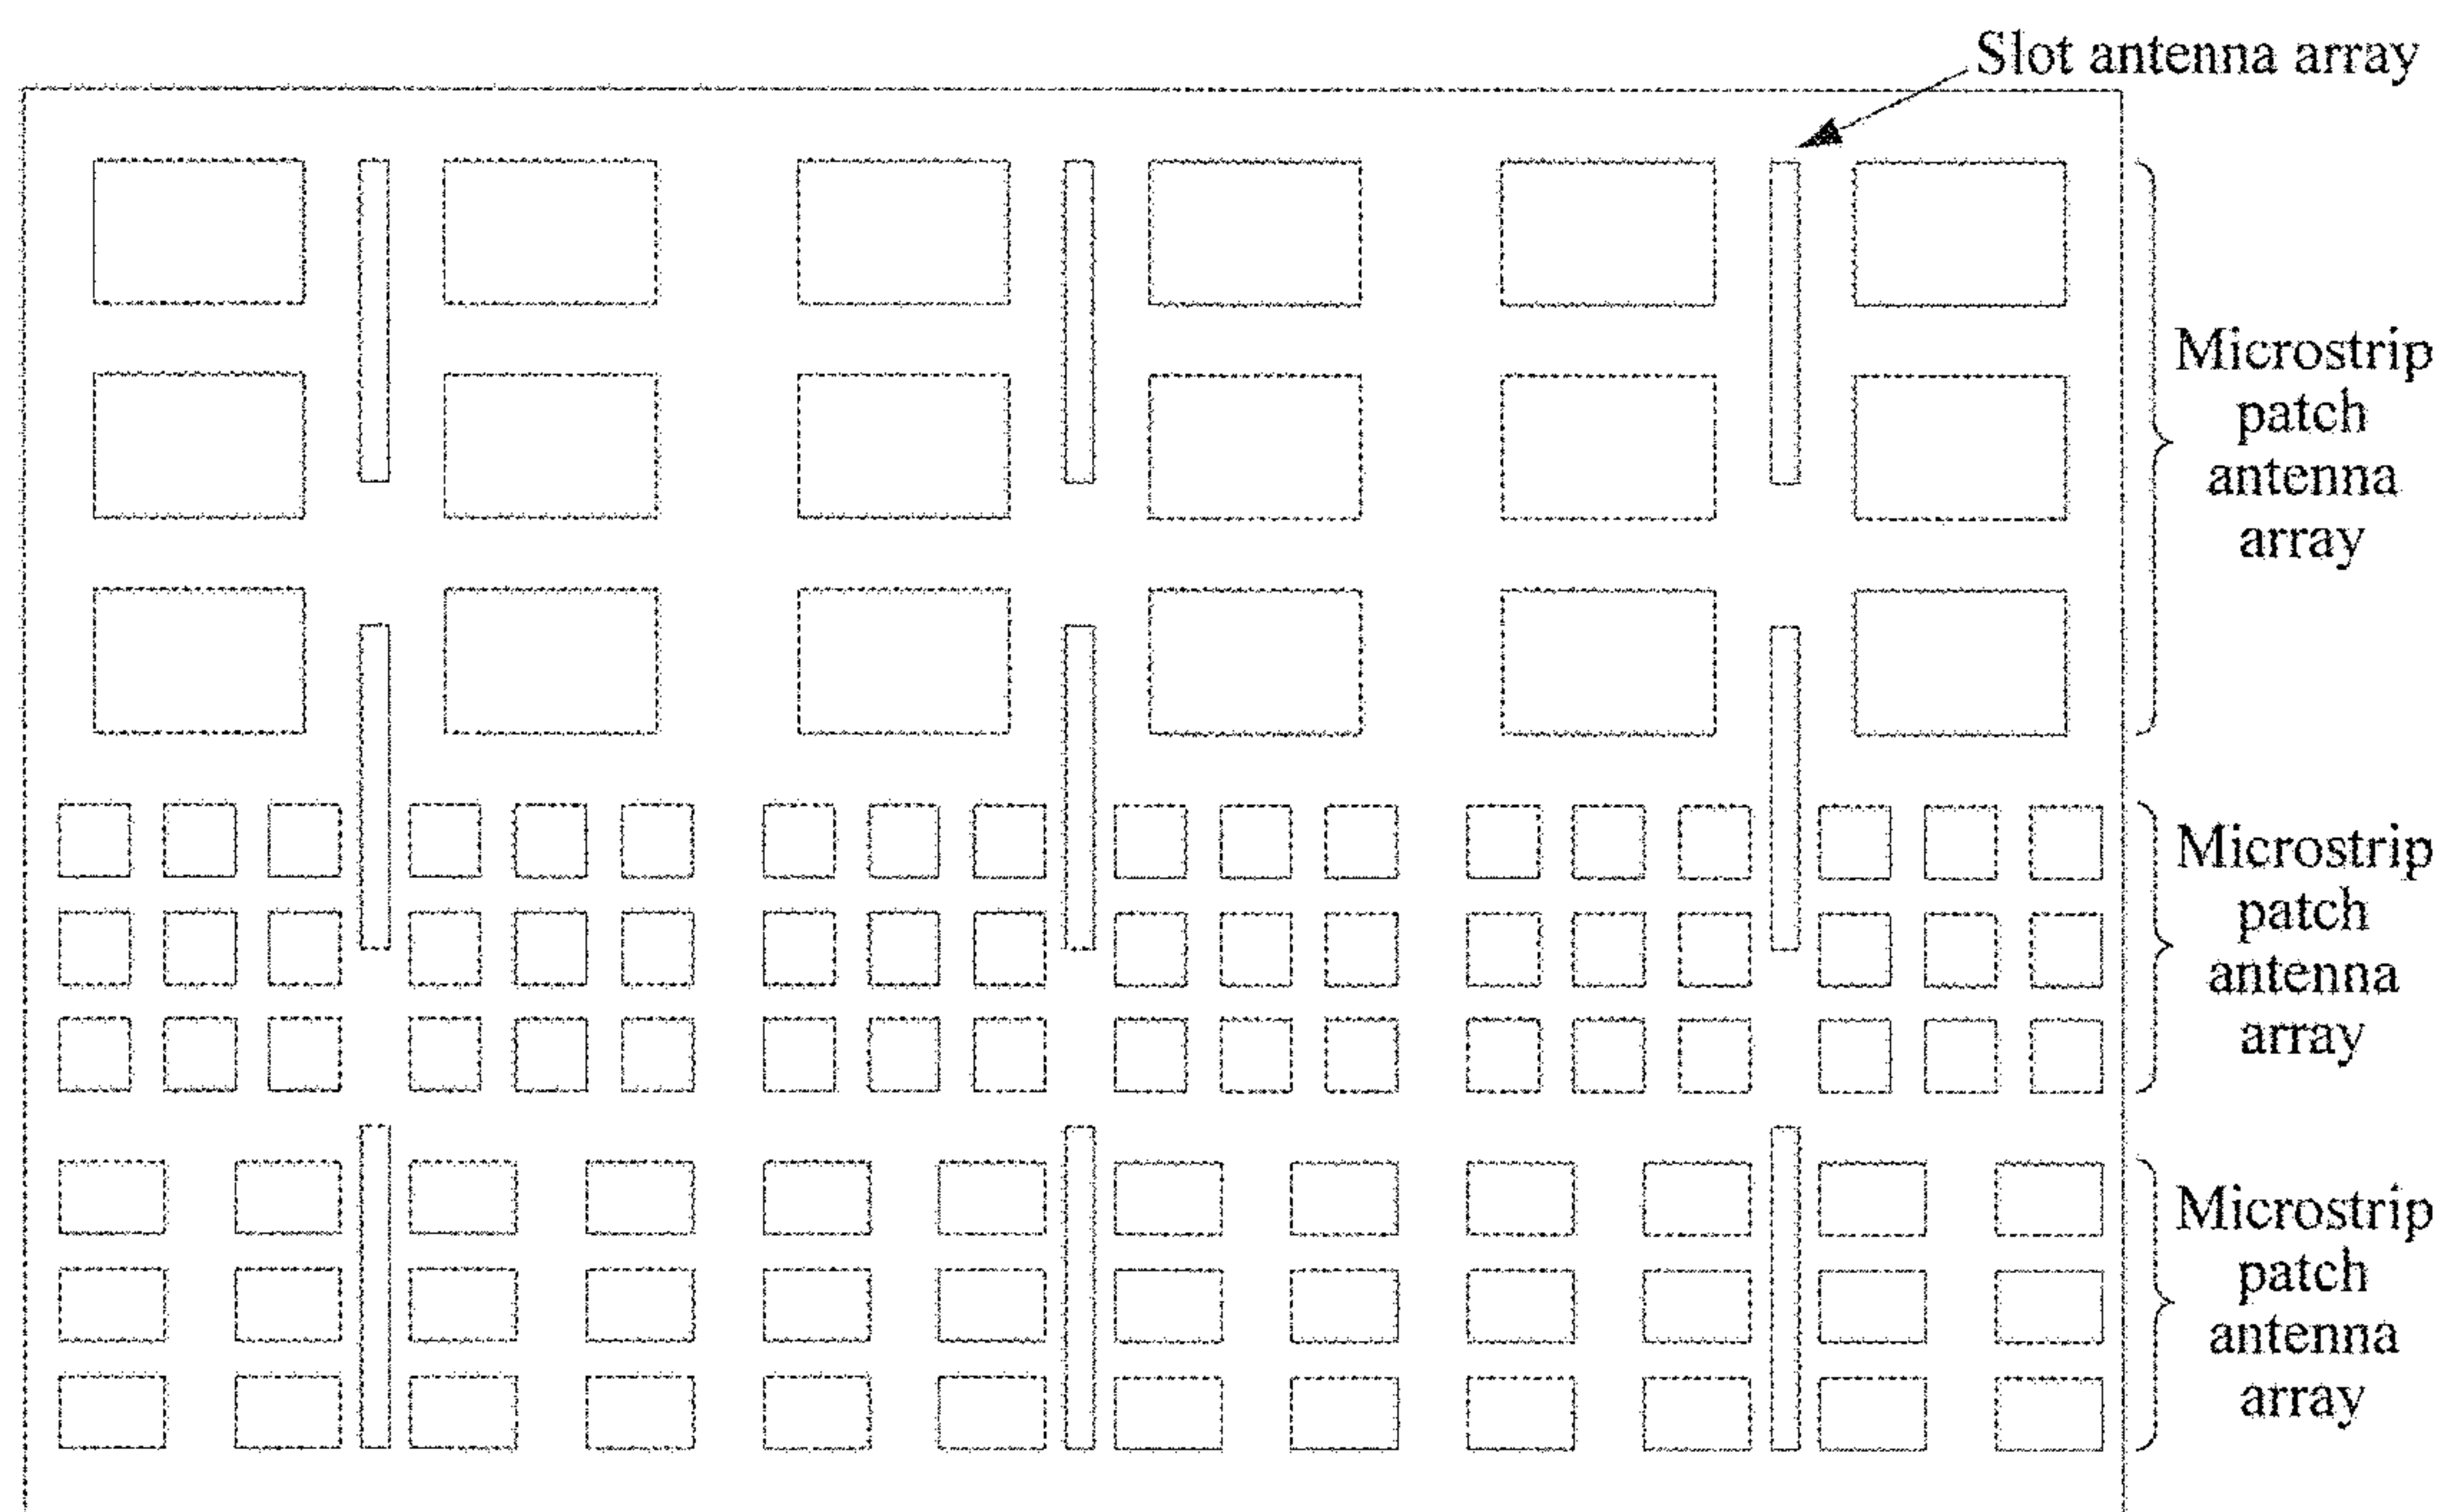 Slot antenna array
Microstrip
patch
antenna
array
Microstrip
patch
antenna
array
Microstrip
patch
antenna
array